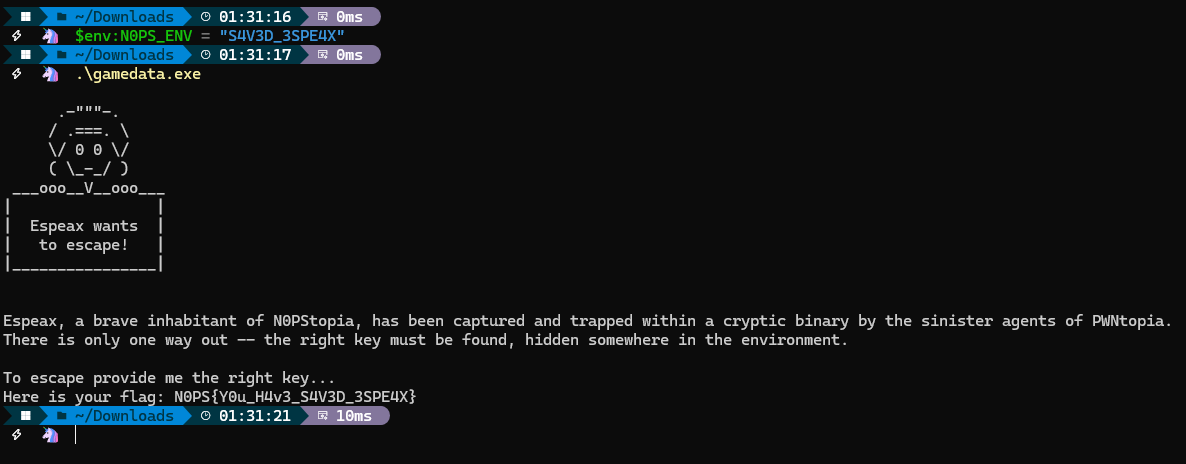 ~/Downloads 01:31:16 0ms
$env:N0PS_ENV = "S4V3D_3SPE4X"
~/Downloads 01:31:17 0ms
.\gamedata.exe
.-"""-.
/ .===. \
\/ 0 0 \/
( \_-_/ )
___ooo__V__ooo___
|                |
|  Espeax wants  |
|   to escape!   |
|________________|
Espeax, a brave inhabitant of N0PStopia, has been captured and trapped within a cryptic binary by the sinister agents of PWNtopia.
There is only one way out -- the right key must be found, hidden somewhere in the environment.
To escape provide me the right key...
Here is your flag: N0PS{Y0u_H4v3_S4V3D_3SPE4X}
~/Downloads 01:31:21 10ms